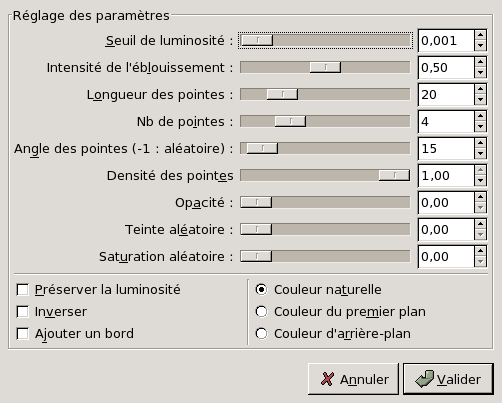 Réglage des paramètres
Seuil de luminosité : 0,001
Intensité de l'éblouissement : 0,50
Longueur des pointes : 20
Nb de pointes : 4
Angle des pointes (-1 : aléatoire) : 15
Densité des pointes 1,00
Opacité : 0,00
Teinte aléatoire : 0,00
Saturation aléatoire : 0,00
Préserver la luminosité
Inverser
Ajouter un bord
Couleur naturelle
Couleur du premier plan
Couleur d'arrière-plan
Annuler
Valider